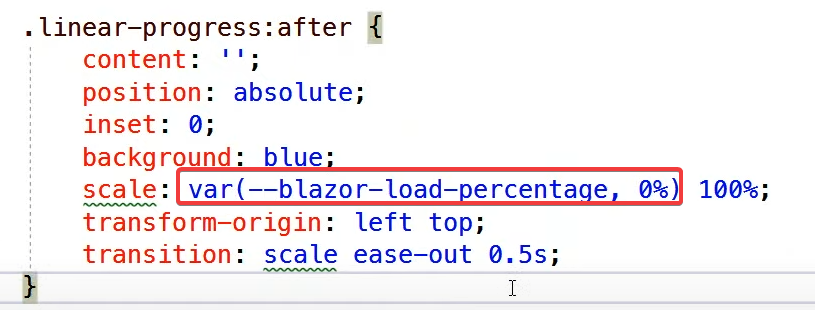 .linear-progress:after {
content: '';
position: absolute;
inset: 0;
background: blue;
scale: var(--blazor-load-percentage, 0%) 100%;
transform-origin: left top;
transition: scale ease-out 0.5s;
}